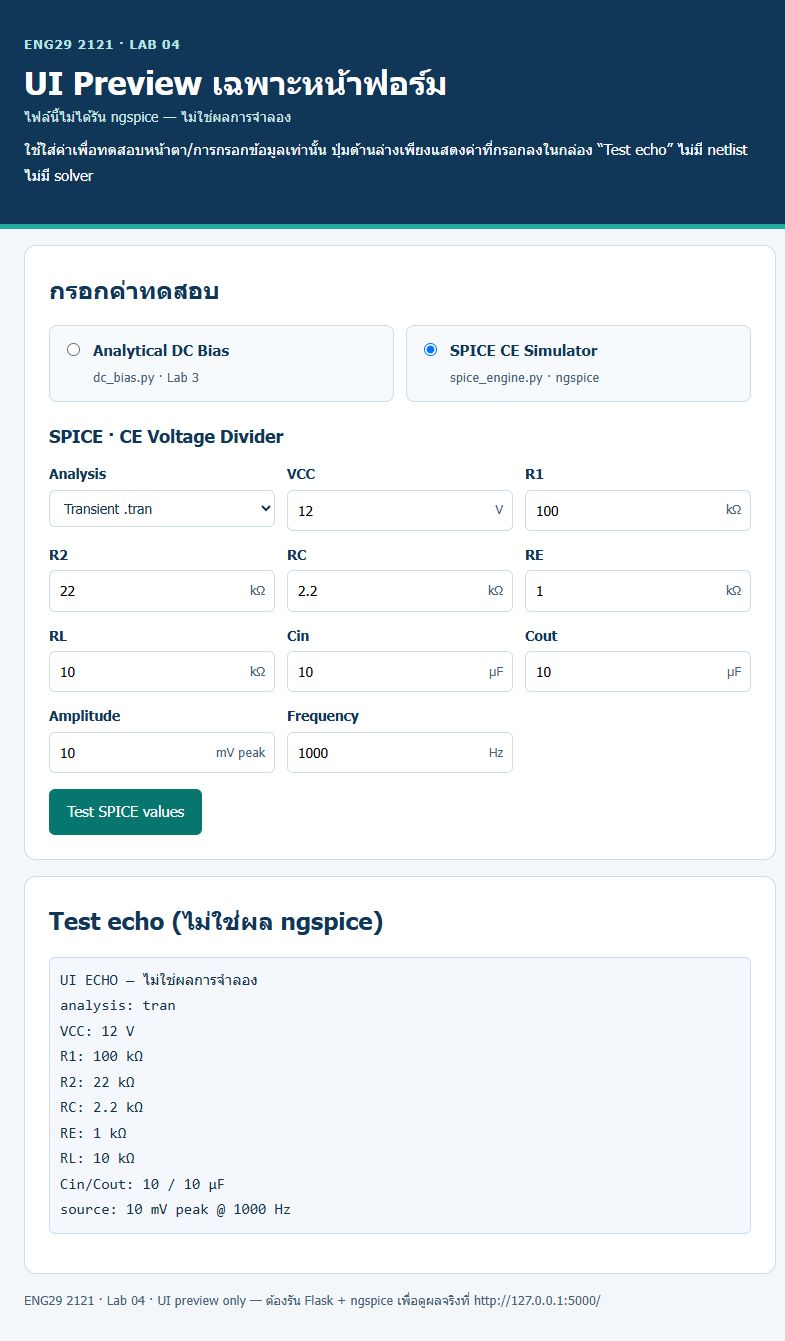 ENG29 2121 · LAB 04
UI Preview เฉพาะหน้าฟอร์ม
ไฟล์นี้ไม่ได้รัน ngspice — ไม่ใช่ผลการจำลอง
ใช้ใส่ค่าเพื่อทดสอบหน้าตา/การกรอกข้อมูลเท่านั้น ปุ่มด้านล่างเพียงแสดงค่าที่กรอกลงในกล่อง “Test echo” ไม่มี netlist
ไม่มี solver
กรอกค่าทดสอบ
Analytical DC Bias
dc_bias.py · Lab 3
SPICE CE Simulator
spice_engine.py · ngspice
SPICE · CE Voltage Divider
Analysis
Transient .tran
VCC
12 V
R1
100 kΩ
R2
22 kΩ
RC
2.2 kΩ
RE
1 kΩ
RL
10 kΩ
Cin
10 µF
Cout
10 µF
Amplitude
10 mV peak
Frequency
1000 Hz
Test SPICE values
Test echo (ไม่ใช่ผล ngspice)
UI ECHO — ไม่ใช่ผลการจำลอง
analysis: tran
VCC: 12 V
R1: 100 kΩ
R2: 22 kΩ
RC: 2.2 kΩ
RE: 1 kΩ
RL: 10 kΩ
Cin/Cout: 10 / 10 µF
source: 10 mV peak @ 1000 Hz
ENG29 2121 · Lab 04 · UI preview only — ต้องรัน Flask + ngspice เพื่อดูผลจริงที่ http://127.0.0.1:5000/